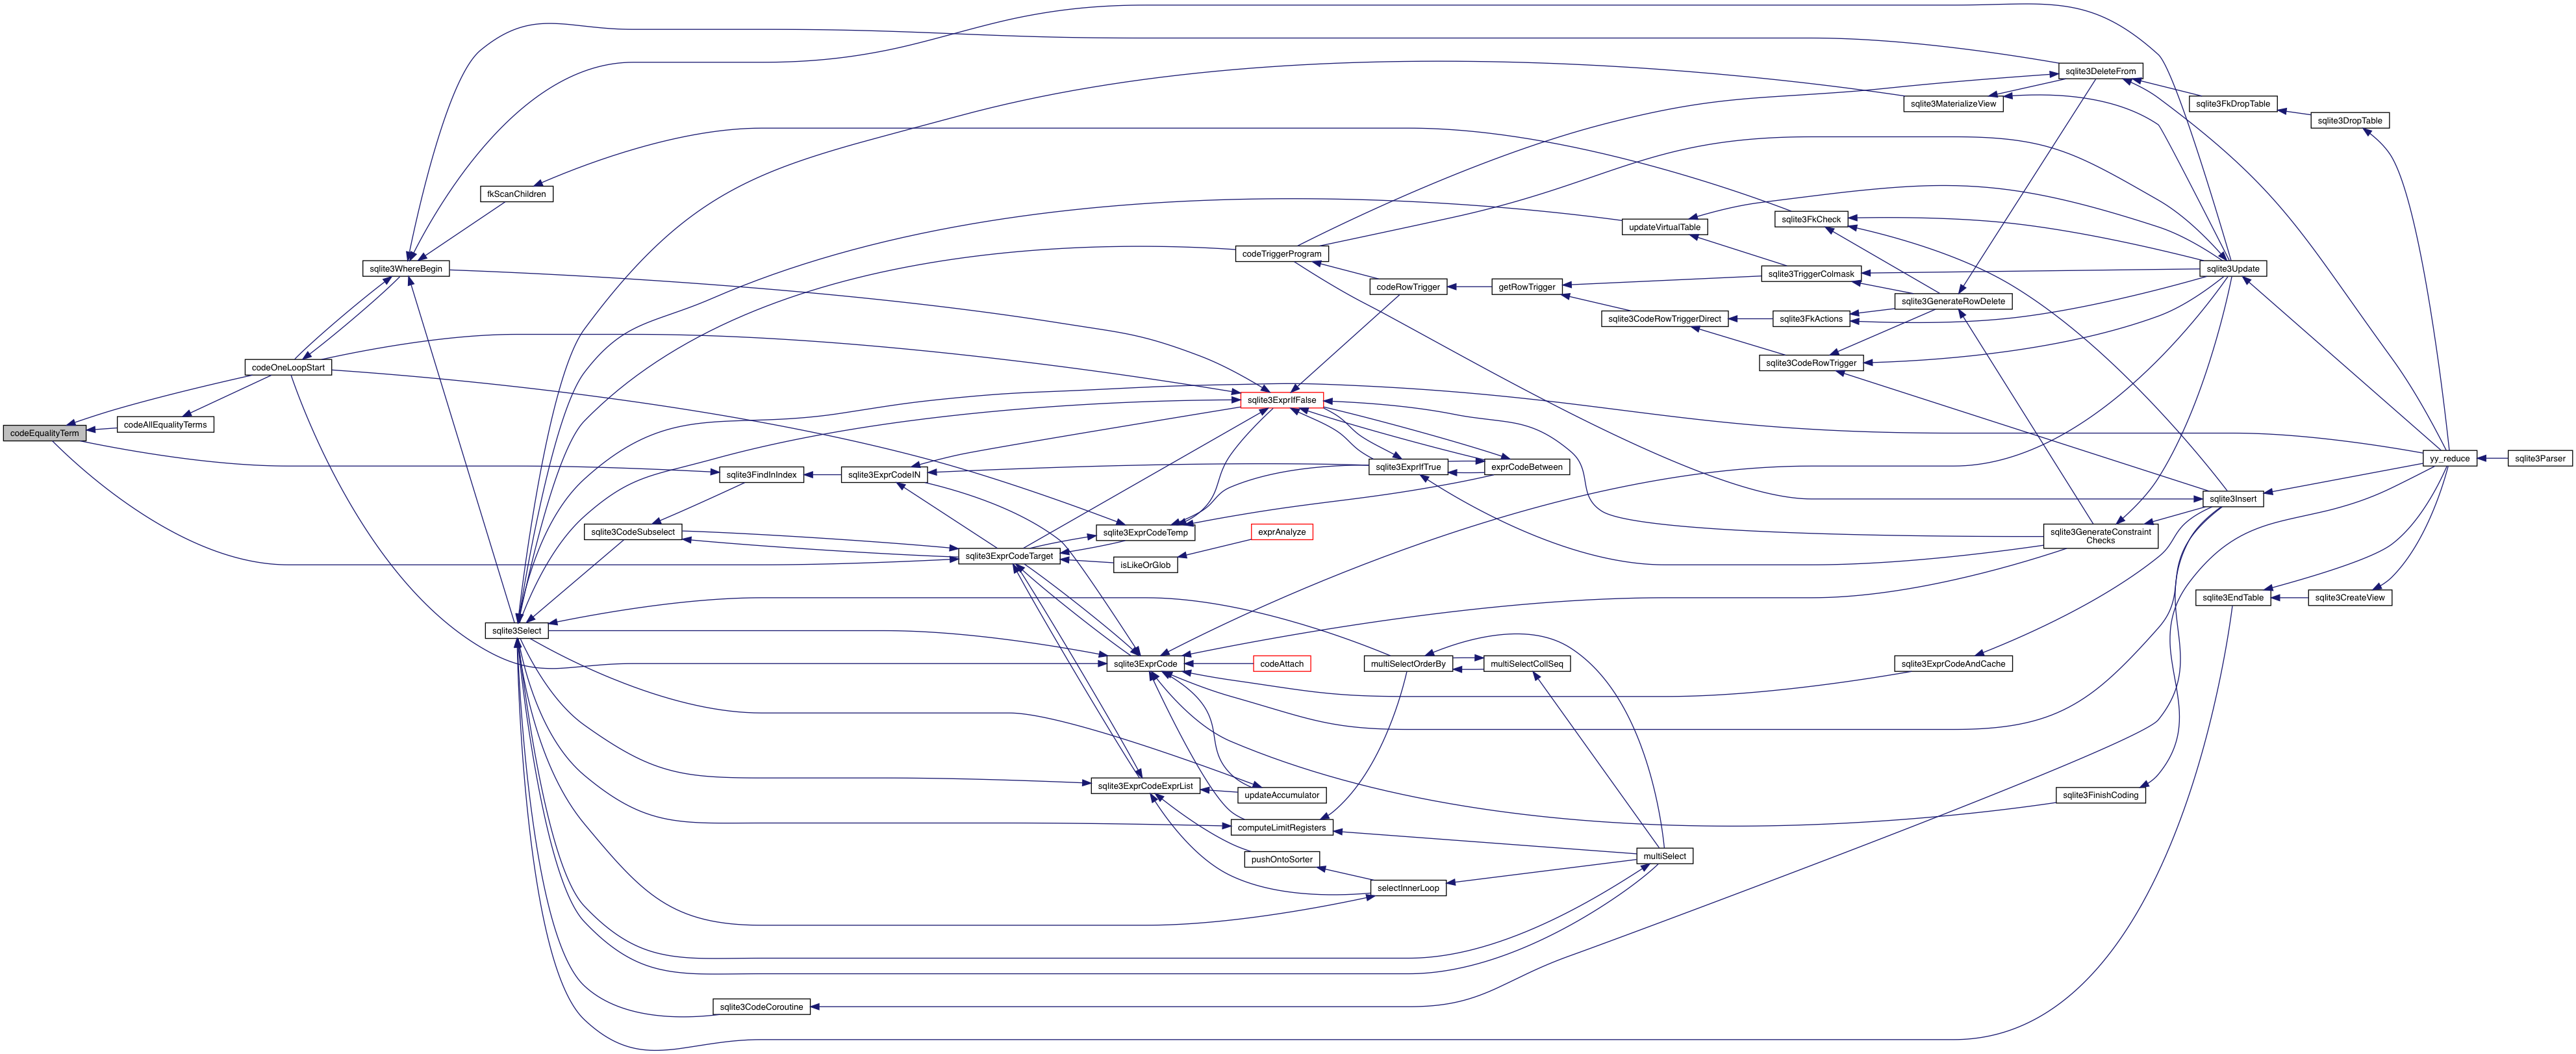 sqlite3DeleteFrom
sqlite3MaterializeView
sqlite3FkDropTable
sqlite3DropTable
fkScanChildren
sqlite3FkCheck
updateVirtualTable
codeTriggerProgram
sqlite3WhereBegin
sqlite3TriggerColmask
sqlite3Update
codeRowTrigger
getRowTrigger
sqlite3GenerateRowDelete
sqlite3CodeRowTriggerDirect
sqlite3FkActions
sqlite3CodeRowTrigger
codeOneLoopStart
sqlite3ExprIfFalse
codeAllEqualityTerms
codeEqualityTerm
yy_reduce
sqlite3Parser
sqlite3ExprIfTrue
exprCodeBetween
sqlite3FindInIndex
sqlite3ExprCodeIN
sqlite3Insert
sqlite3CodeSubselect
sqlite3ExprCodeTemp
exprAnalyze
sqlite3GenerateConstraint
Checks
sqlite3ExprCodeTarget
isLikeOrGlob
sqlite3EndTable
sqlite3CreateView
sqlite3Select
sqlite3ExprCode
codeAttach
multiSelectOrderBy
multiSelectCollSeq
sqlite3ExprCodeAndCache
sqlite3ExprCodeExprList
updateAccumulator
sqlite3FinishCoding
computeLimitRegisters
pushOntoSorter
multiSelect
selectInnerLoop
sqlite3CodeCoroutine